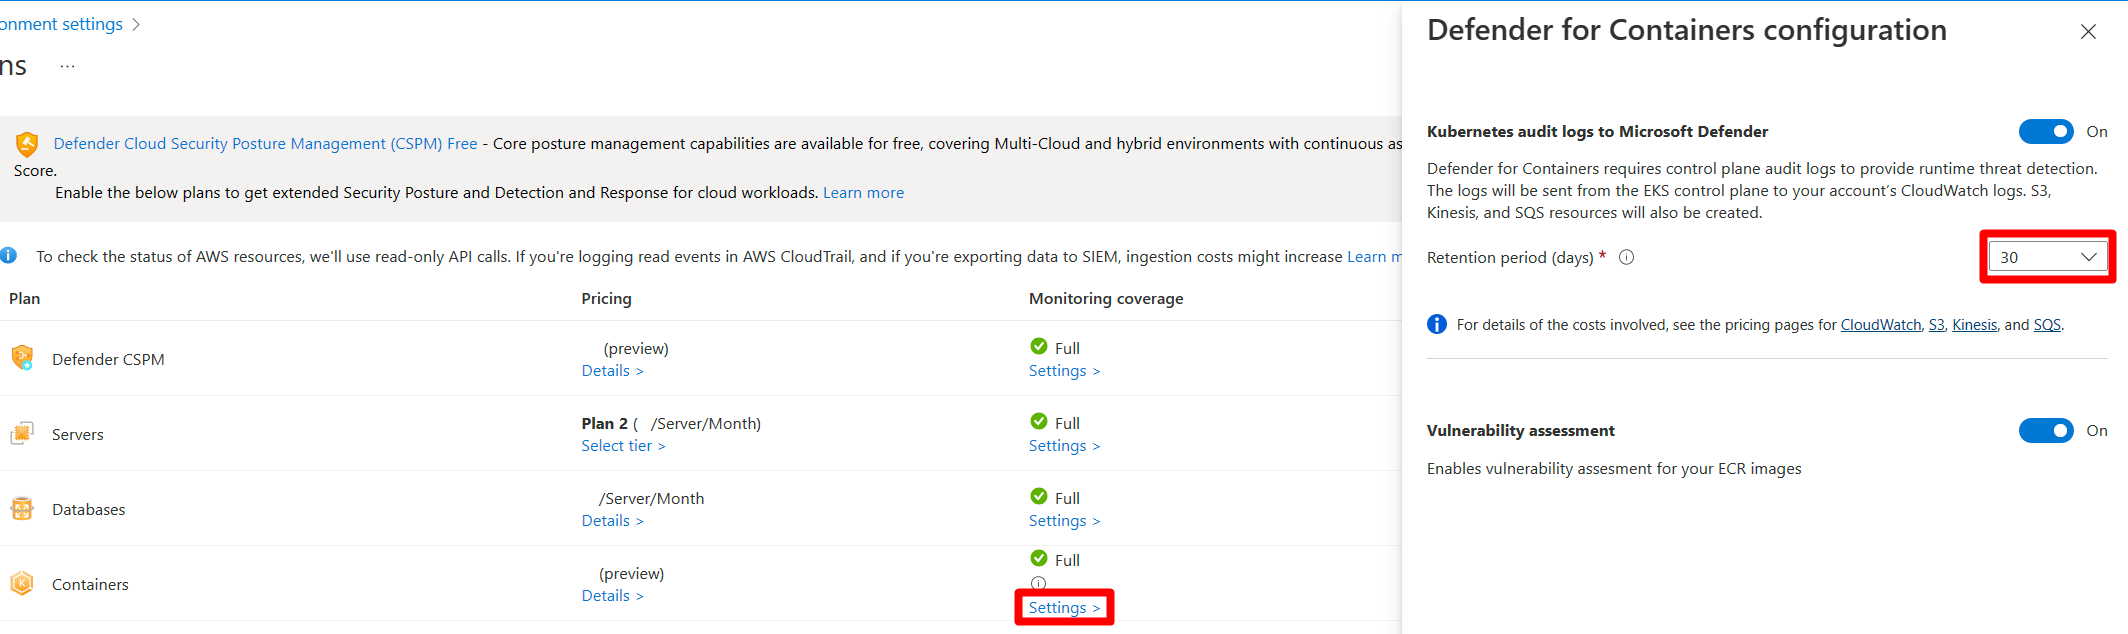 onment settings >
ns ...
Defender Cloud Security Posture Management (CSPM) Free - Core posture management capabilities are available for free, covering Multi-Cloud and hybrid environments with continuous as
Score.
Enable the below plans to get extended Security Posture and Detection and Response for cloud workloads. Learn more
To check the status of AWS resources, we'll use read-only API calls. If you're logging read events in AWS CloudTrail, and if you're exporting data to SIEM, ingestion costs might increase Learn m
Plan Pricing Monitoring coverage
Defender CSPM
(preview)
Details >
Full
Settings >
Servers
Plan 2 ( /Server/Month)
Select tier >
Full
Settings >
Databases
/Server/Month
Details >
Full
Settings >
Containers
(preview)
Details >
Full
Settings >
Defender for Containers configuration
Kubernetes audit logs to Microsoft Defender On
Defender for Containers requires control plane audit logs to provide runtime threat detection.
The logs will be sent from the EKS control plane to your account's CloudWatch logs. S3,
Kinesis, and SQS resources will also be created.
Retention period (days) * 30
For details of the costs involved, see the pricing pages for CloudWatch, S3, Kinesis, and SQS.
Vulnerability assessment On
Enables vulnerability assesment for your ECR images